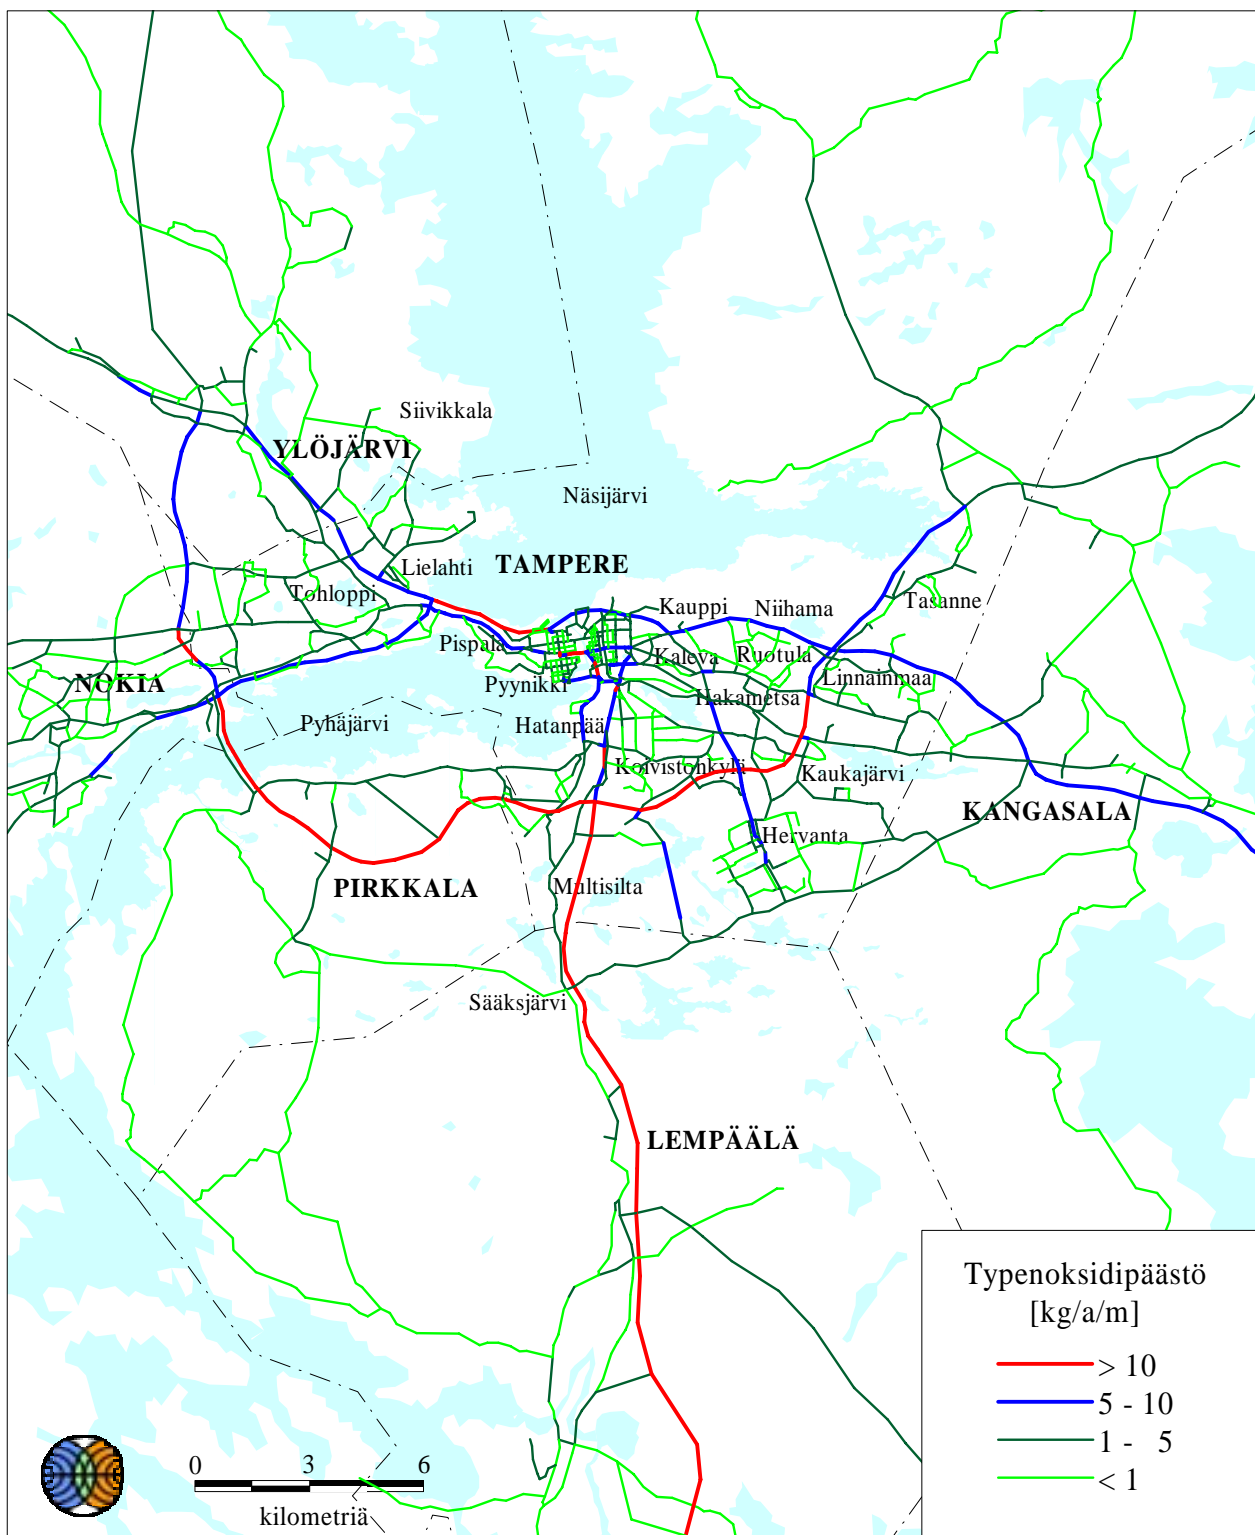 Siivikkala
YLÖJÄRVI
Näsijärvi
TAMPERE
Lielahti
Tohloppi
Kauppi
Niihama
Tasanne
Pispala
Kaleva
Ruotula
Linnainmaa
NOKIA
Pyynikki
Hakametsa
Pyhäjärvi
Hatanpää
Koivistonkylä
Kaukajärvi
KANGASALA
Hervanta
PIRKKALA
Multisilta
Sääksjärvi
LEMPÄÄLÄ
Typenoksidipäästö
[kg/a/m]
> 10
5 - 10
1 - 5
< 1
0 3 6
kilometriä